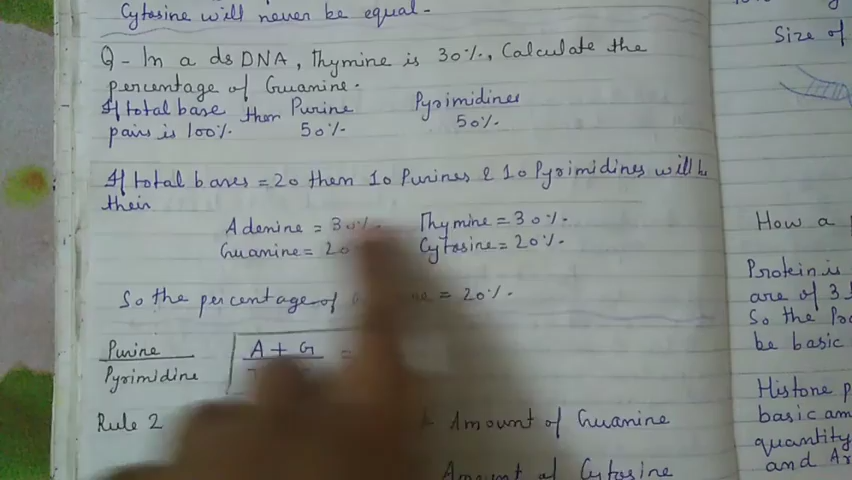 Cytosine will never be equal.
Q - In a ds DNA, Thymine is 30%, Calculate the
percentage of Guanine.
If total base then Purine Pyrimidines
pairs is 100% 50% 50%
If total bases = 20 then 10 Purines & 10 Pyrimidines will be
their
Adenine = 30% Thymine = 30%
Guanine = 20 Cytosine = 20%
So the percentage of = 20%
Purine A + G =
Pyrimidine
Rule 2 Amount of Guanine
Amount of Cytosine
Size of
How a
Protein is
are of 3
So the
be basic
Histone
basic am
quantity
and Ar